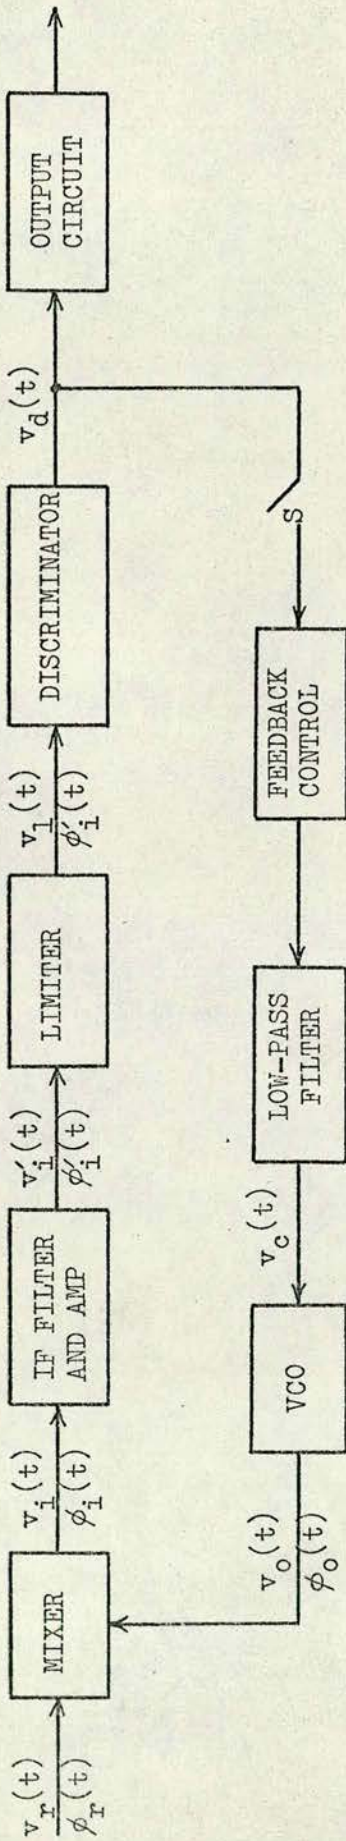 v_r(t)
ϕ_r(t)
MIXER
v_i(t)
ϕ_i(t)
IF FILTER
AND AMP
v'_i(t)
ϕ'_i(t)
LIMITER
v_l(t)
ϕ'_i(t)
DISCRIMINATOR
v_d(t)
OUTPUT
CIRCUIT
S
FEEDBACK
CONTROL
LOW-PASS
FILTER
v_c(t)
VCO
v_o(t)
ϕ_o(t)